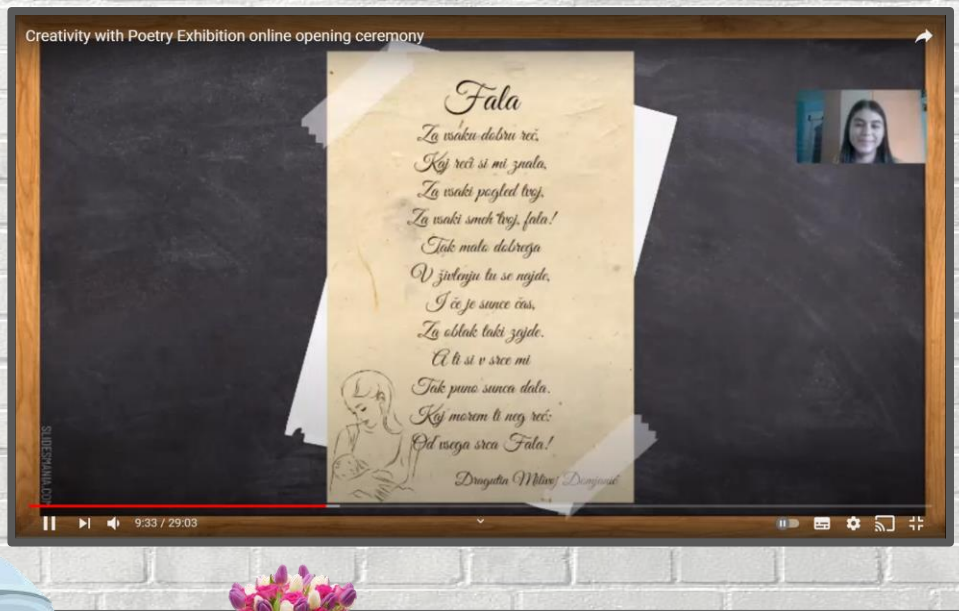 Creativity with Poetry Exhibition online opening ceremony
Fala
Za vsaku dobru reč,
Kaj reči si mi znala,
Za vsaki pogled tvoj,
Za vsaki smeh tvoj, fala!
Tak malo dobrega
V živlenju tu se najde,
I če je sunce čas,
Za oblak taki zajde.
A ti si v srce mi
Tak puno sunca dala.
Kaj morem ti neg reč:
Od vsega srca Fala!
Dragutin Milivoj Domjanić
SLIDESMANIA.COM
9:33 / 29:03